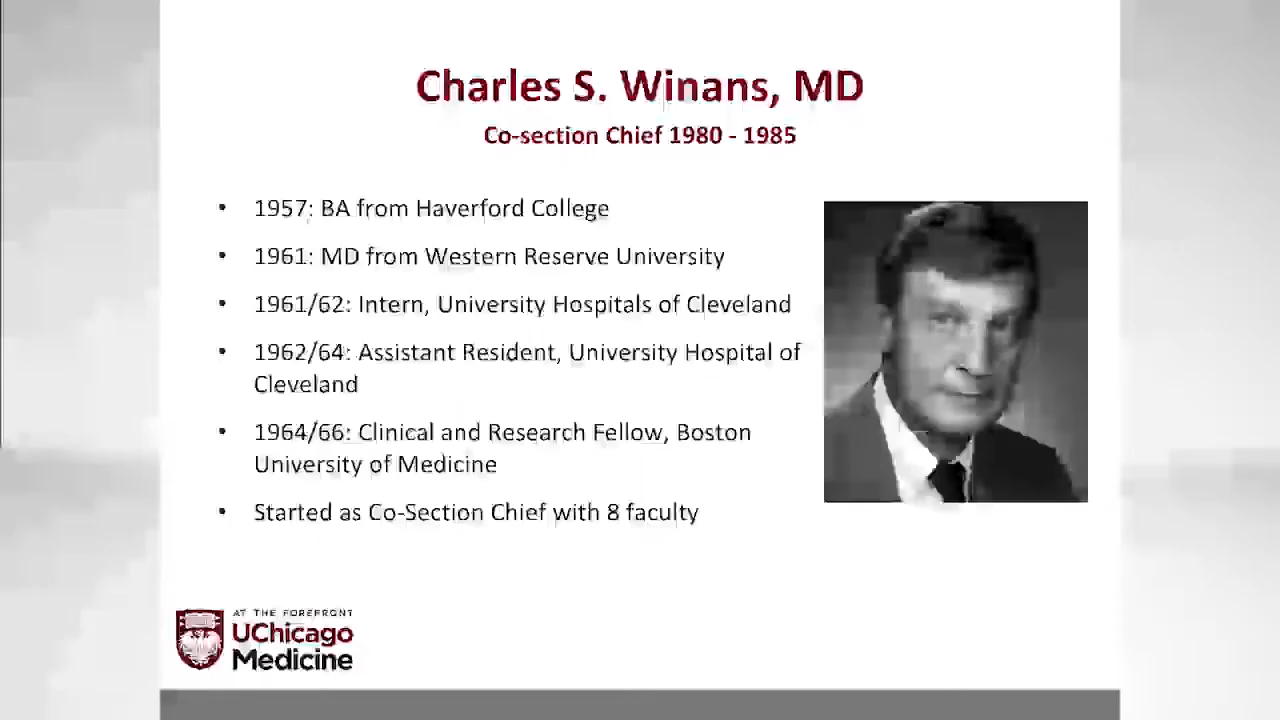 Charles S. Winans, MD
Co-section Chief 1980 - 1985
• 1957: BA from Haverford College
• 1961: MD from Western Reserve University
• 1961/62: Intern, University Hospitals of Cleveland
• 1962/64: Assistant Resident, University Hospital of
Cleveland
• 1964/66: Clinical and Research Fellow, Boston
University of Medicine
• Started as Co-Section Chief with 8 faculty
AT THE FOREFRONT
UChicago
Medicine